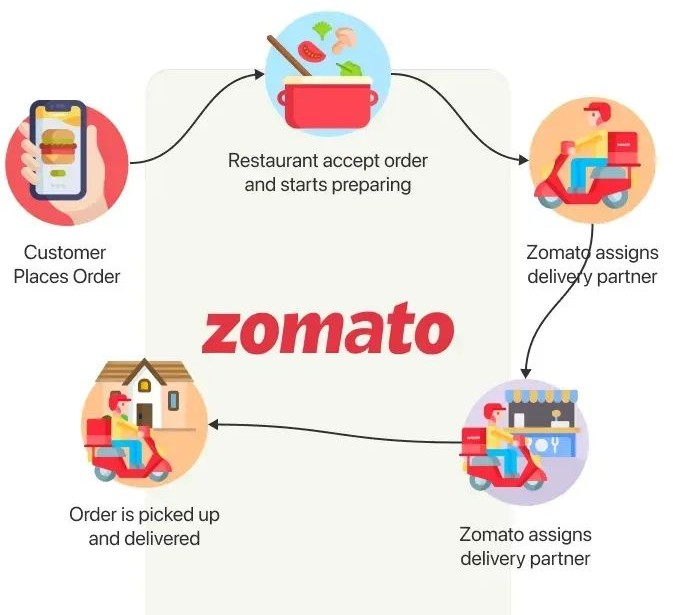 Restaurant accept order
and starts preparing
Customer
Places Order
Zomato assigns
delivery partner
zomato
Order is picked up
and delivered
Zomato assigns
delivery partner